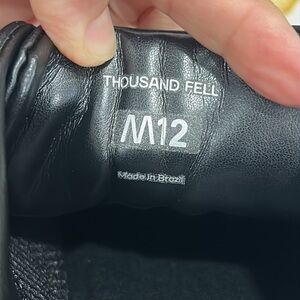 THOUSAND FELL
M12
Made in Brazil